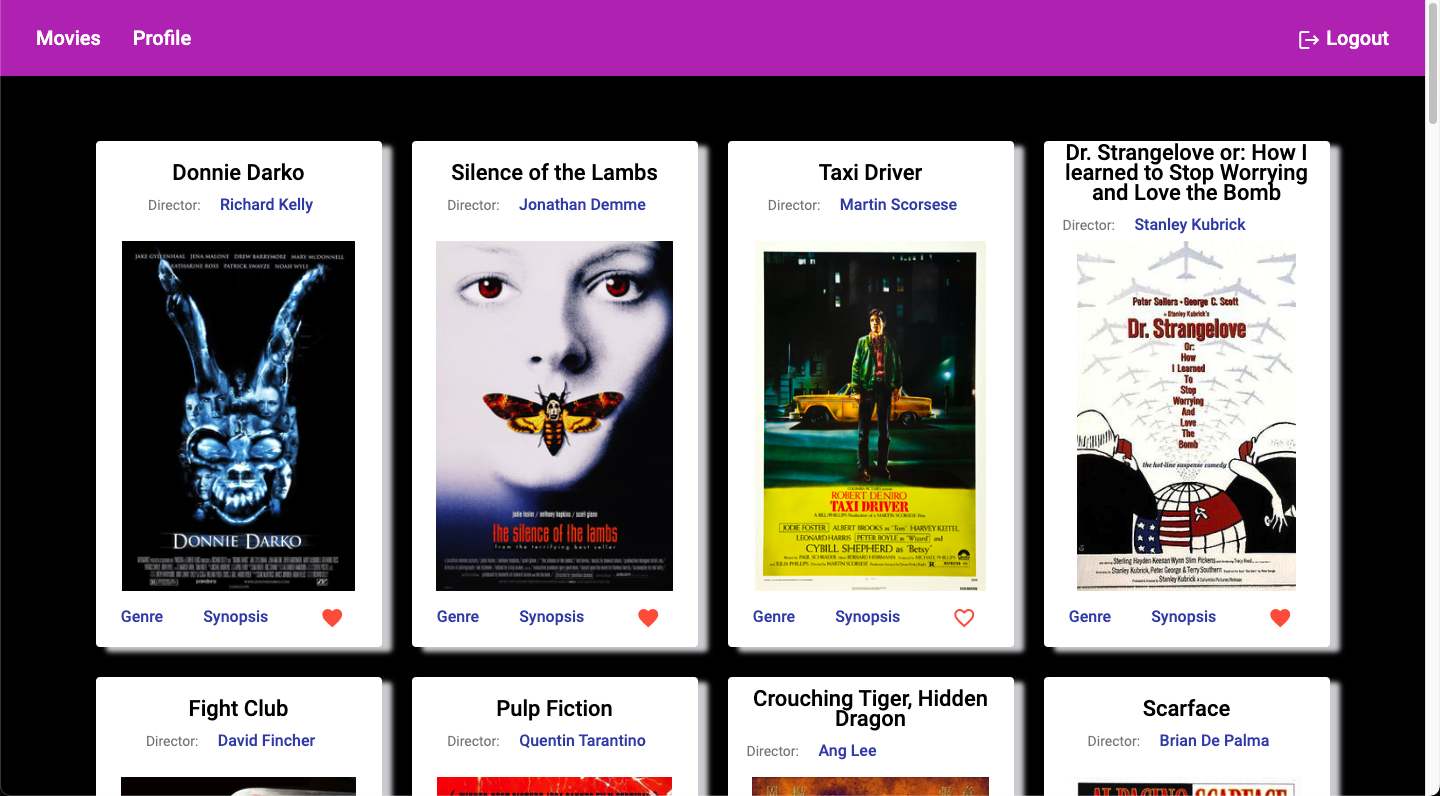 Movies Profile Logout
Donnie Darko
Director: Richard Kelly
JAKE GYLLENHAAL JENA MALONE DREW BARRYMORE MARY MCDONNELL
KATHARINE ROSS PATRICK SWAYZE NOAH WYLE
DONNIE DARKO
Genre Synopsis
Silence of the Lambs
Director: Jonathan Demme
jodie foster / anthony hopkins / scott glenn
the silence of the lambs
from the terrifying best seller
Genre Synopsis
Taxi Driver
Director: Martin Scorsese
ROBERT DENIRO
TAXI DRIVER
JODIE FOSTER ALBERT BROOKS as "Tom" HARVEY KEITEL
LEONARD HARRIS PETER BOYLE as "Wizard" and
CYBILL SHEPHERD as "Betsy"
Genre Synopsis
Dr. Strangelove or: How I
learned to Stop Worrying
and Love the Bomb
Director: Stanley Kubrick
Peter Sellers • George C. Scott
in Stanley Kubrick's
Dr. Strangelove
Or:
How
I Learned
To
Stop
Worrying
And
Love
The
Bomb
the hot-line suspense comedy
Genre Synopsis
Fight Club
Director: David Fincher
Pulp Fiction
Director: Quentin Tarantino
Crouching Tiger, Hidden
Dragon
Director: Ang Lee
Scarface
Director: Brian De Palma
AL PACINO SCARFACE